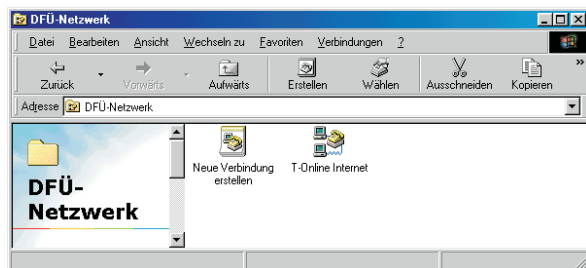 DFÜ-Netzwerk
Datei Bearbeiten Ansicht Wechseln zu Favoriten Verbindungen ?
Zurück Vorwärts Aufwärts Erstellen Wählen Ausschneiden Kopieren »
Adresse DFÜ-Netzwerk
DFÜ-
Netzwerk
Neue Verbindung
erstellen
T-Online Internet